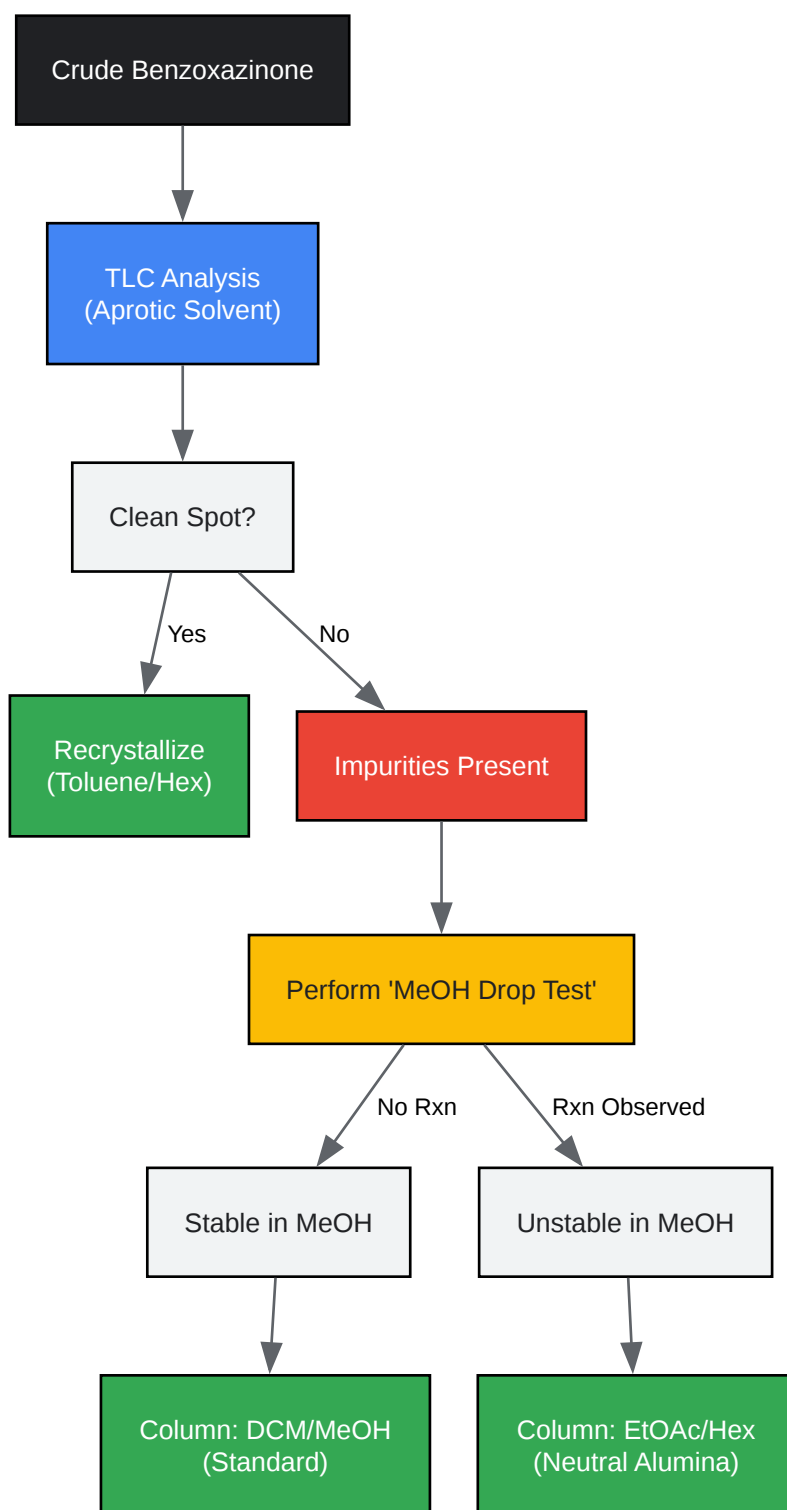 Crude Benzoxazinone
TLC Analysis
(Aprotic Solvent)
Clean Spot?
Yes
No
Recrystallize
(Toluene/Hex)
Impurities Present
Perform 'MeOH Drop Test'
No Rxn
Rxn Observed
Stable in MeOH
Unstable in MeOH
Column: DCM/MeOH
(Standard)
Column: EtOAc/Hex
(Neutral Alumina)